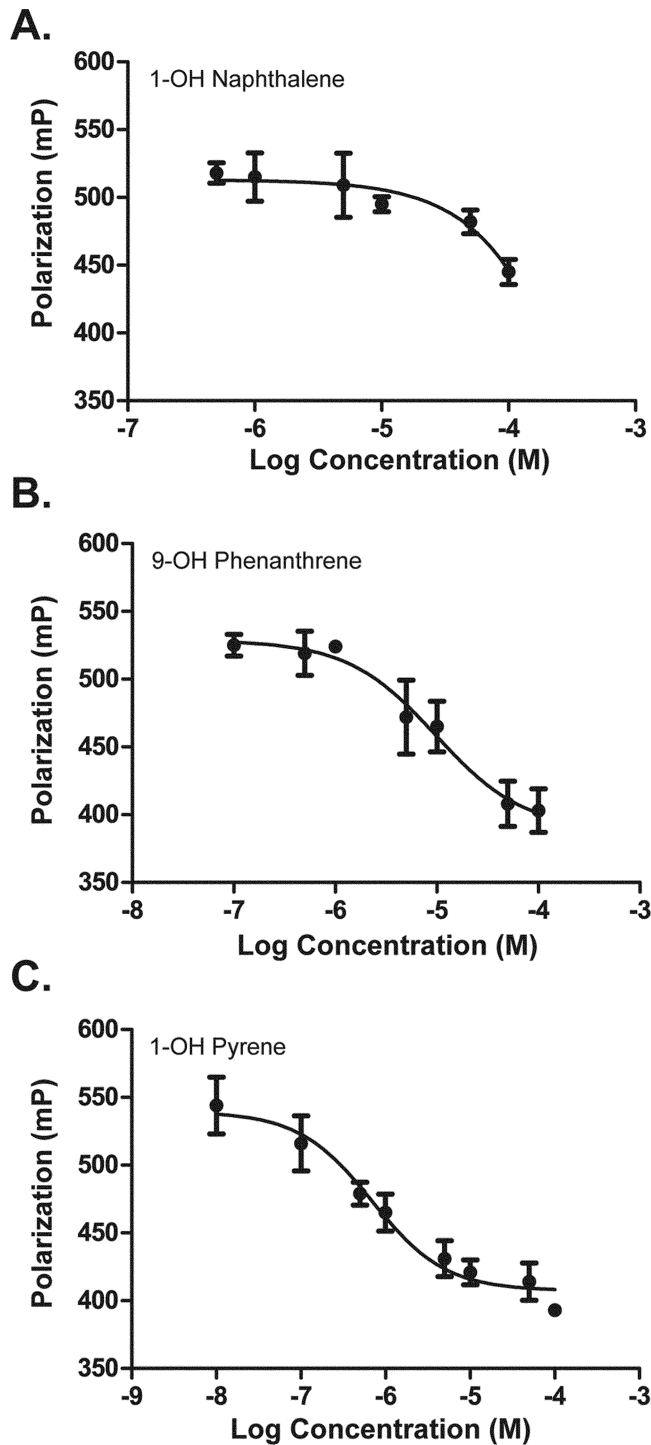 A.
600
1-OH Naphthalene
550
500
450
400
350
Polarization (mP)
-7 -6 -5 -4 -3
Log Concentration (M)
B.
600
9-OH Phenanthrene
550
500
450
400
350
Polarization (mP)
-8 -7 -6 -5 -4 -3
Log Concentration (M)
C.
600
1-OH Pyrene
550
500
450
400
350
Polarization (mP)
-9 -8 -7 -6 -5 -4 -3
Log Concentration (M)